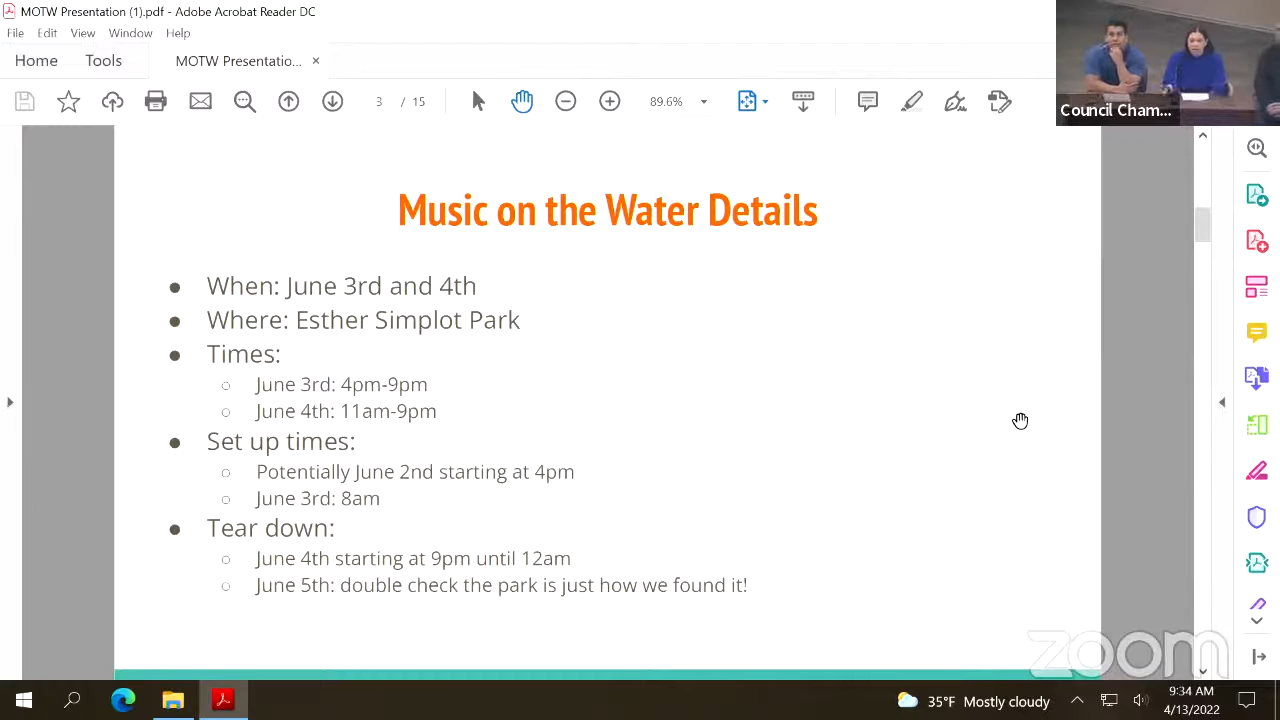 MOTW Presentation (1).pdf - Adobe Acrobat Reader DC
File Edit View Window Help
Home Tools MOTW Presentatio... ×
3 / 15 89.6%
Council Cham...
Music on the Water Details
● When: June 3rd and 4th
● Where: Esther Simplot Park
● Times:
○ June 3rd: 4pm-9pm
○ June 4th: 11am-9pm
● Set up times:
○ Potentially June 2nd starting at 4pm
○ June 3rd: 8am
● Tear down:
○ June 4th starting at 9pm until 12am
○ June 5th: double check the park is just how we found it!
zoom
35°F Mostly cloudy
9:34 AM
4/13/2022